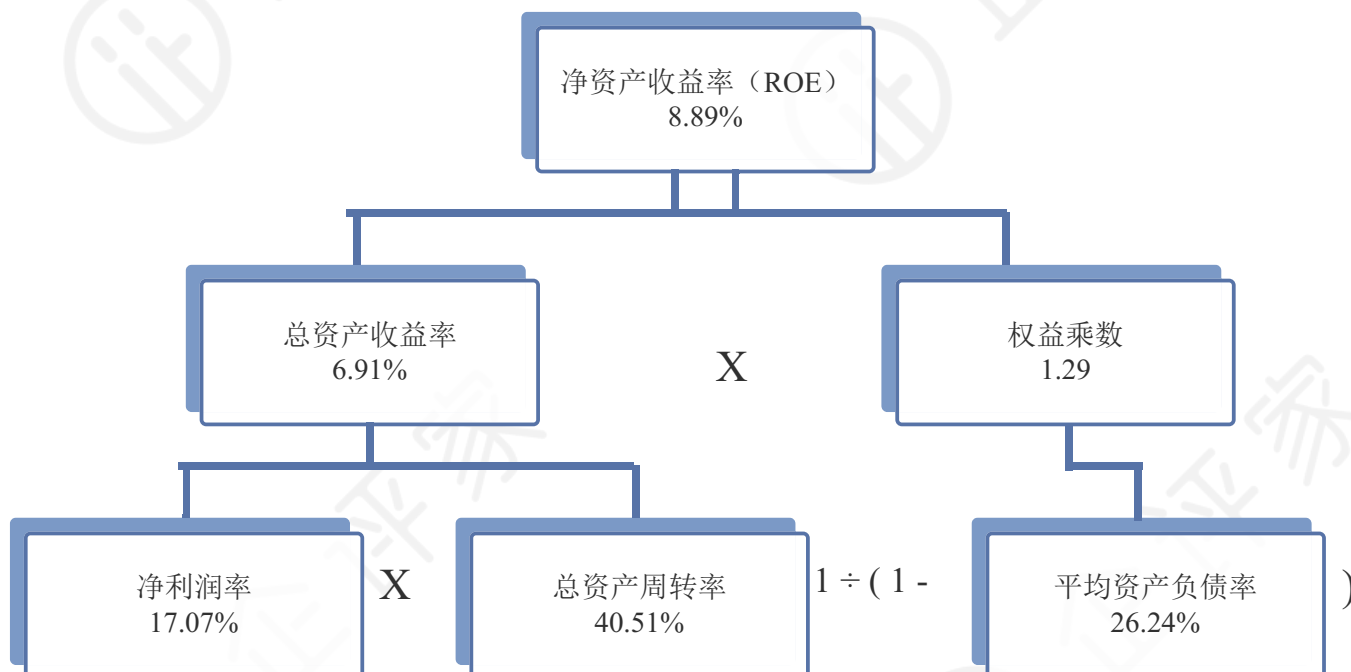 净资产收益率（ROE）
8.89%
总资产收益率
6.91%
X
权益乘数
1.29
净利润率
17.07%
X
总资产周转率
40.51%
1 ÷ ( 1 -
平均资产负债率
26.24%
)